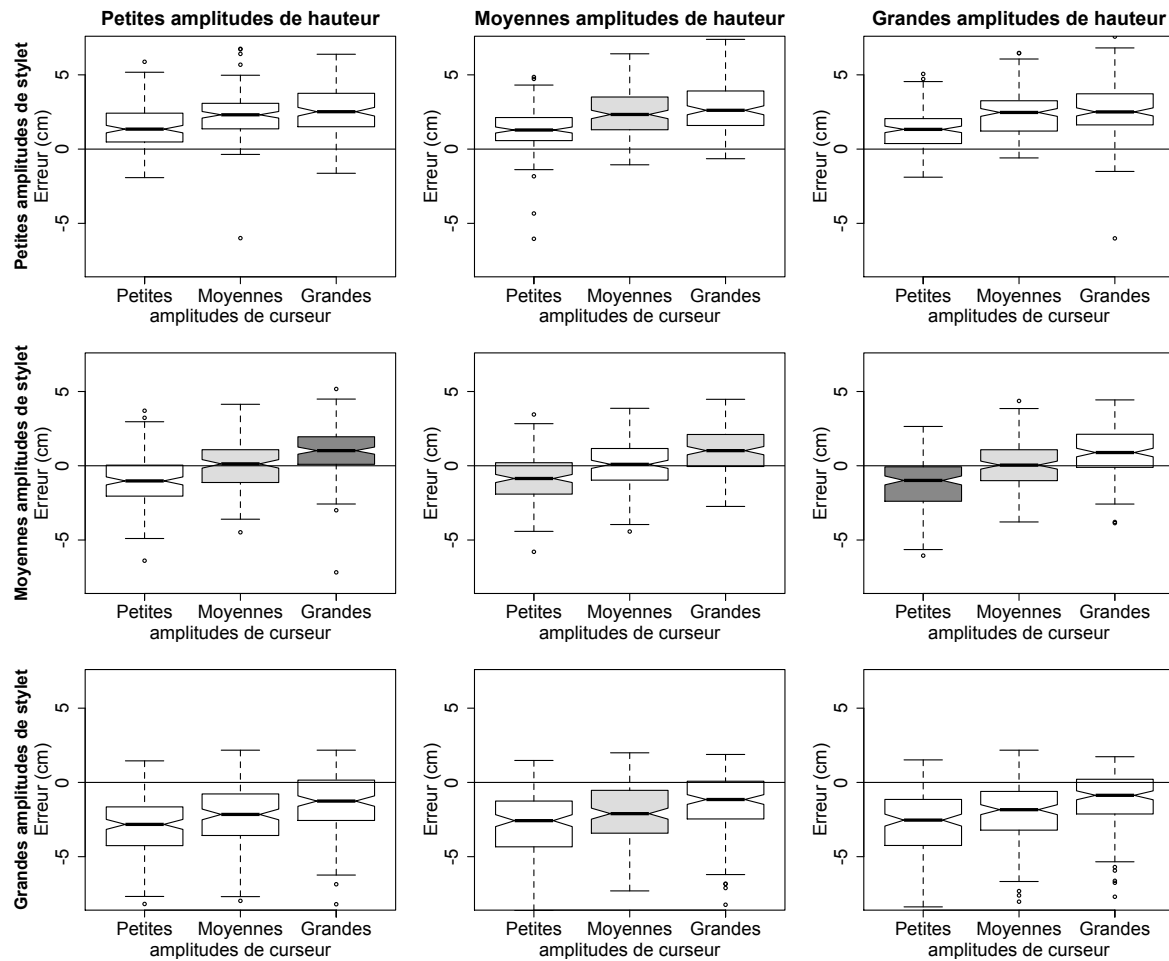 Petites amplitudes de hauteur
Moyennes amplitudes de hauteur
Grandes amplitudes de hauteur
Petites amplitudes de stylet
Erreur (cm)
5
0
-5
Petites
Moyennes
Grandes
amplitudes de curseur
Erreur (cm)
5
0
-5
Petites
Moyennes
Grandes
amplitudes de curseur
Erreur (cm)
5
0
-5
Petites
Moyennes
Grandes
amplitudes de curseur
Moyennes amplitudes de stylet
Erreur (cm)
5
0
-5
Petites
Moyennes
Grandes
amplitudes de curseur
Erreur (cm)
5
0
-5
Petites
Moyennes
Grandes
amplitudes de curseur
Erreur (cm)
5
0
-5
Petites
Moyennes
Grandes
amplitudes de curseur
Grandes amplitudes de stylet
Erreur (cm)
5
0
-5
Petites
Moyennes
Grandes
amplitudes de curseur
Erreur (cm)
5
0
-5
Petites
Moyennes
Grandes
amplitudes de curseur
Erreur (cm)
5
0
-5
Petites
Moyennes
Grandes
amplitudes de curseur